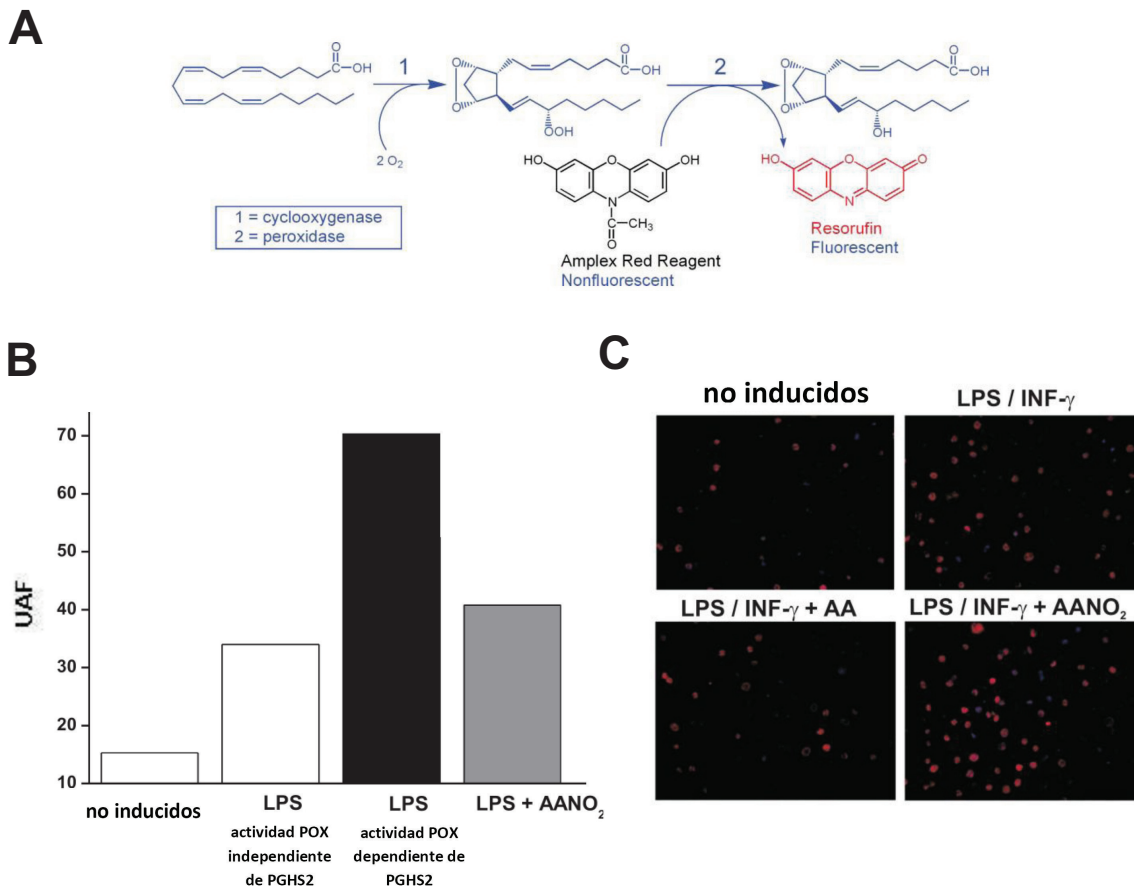 A
O
OH
1
2 O₂
O
O
O
OH
OOH
2
O
O
O
OH
OH
HO
O
OH
N
CH₃
O
HO
O
O
N
1 = cyclooxygenase
2 = peroxidase
Amplex Red Reagent
Nonfluorescent
Resorufin
Fluorescent
B
UAF
70
60
50
40
30
20
10
no inducidos
LPS
actividad POX
independiente
de PGHS2
LPS
actividad POX
dependiente de
PGHS2
LPS + AANO₂
C
no inducidos
LPS / INF-γ
LPS / INF-γ + AA
LPS / INF-γ + AANO₂